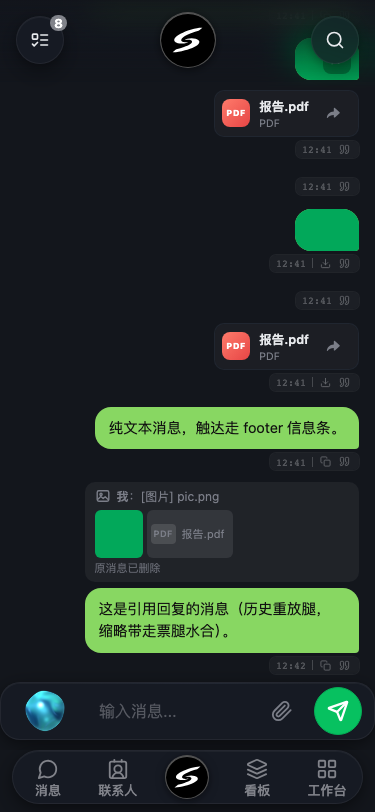 8
PDF
报告.pdf
PDF
12:41
12:41
12:41
12:41
PDF
报告.pdf
PDF
12:41
纯文本消息，触达走 footer 信息条。
12:41
我：[图片] pic.png
PDF 报告.pdf
原消息已删除
这是引用回复的消息（历史重放腿，
缩略带走票腿水合）。
12:42
输入消息...
消息
联系人
看板
工作台